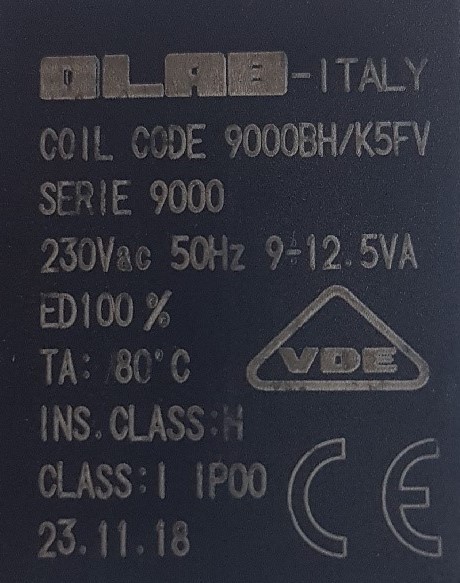 OLAB-ITALY
COIL CODE 9000BH/K5FV
SERIE 9000
230Vac 50Hz 9÷12.5VA
ED100%
TA: 80°C
VDE
INS.CLASS:H
CLASS:I IP00
CE
23.11.18